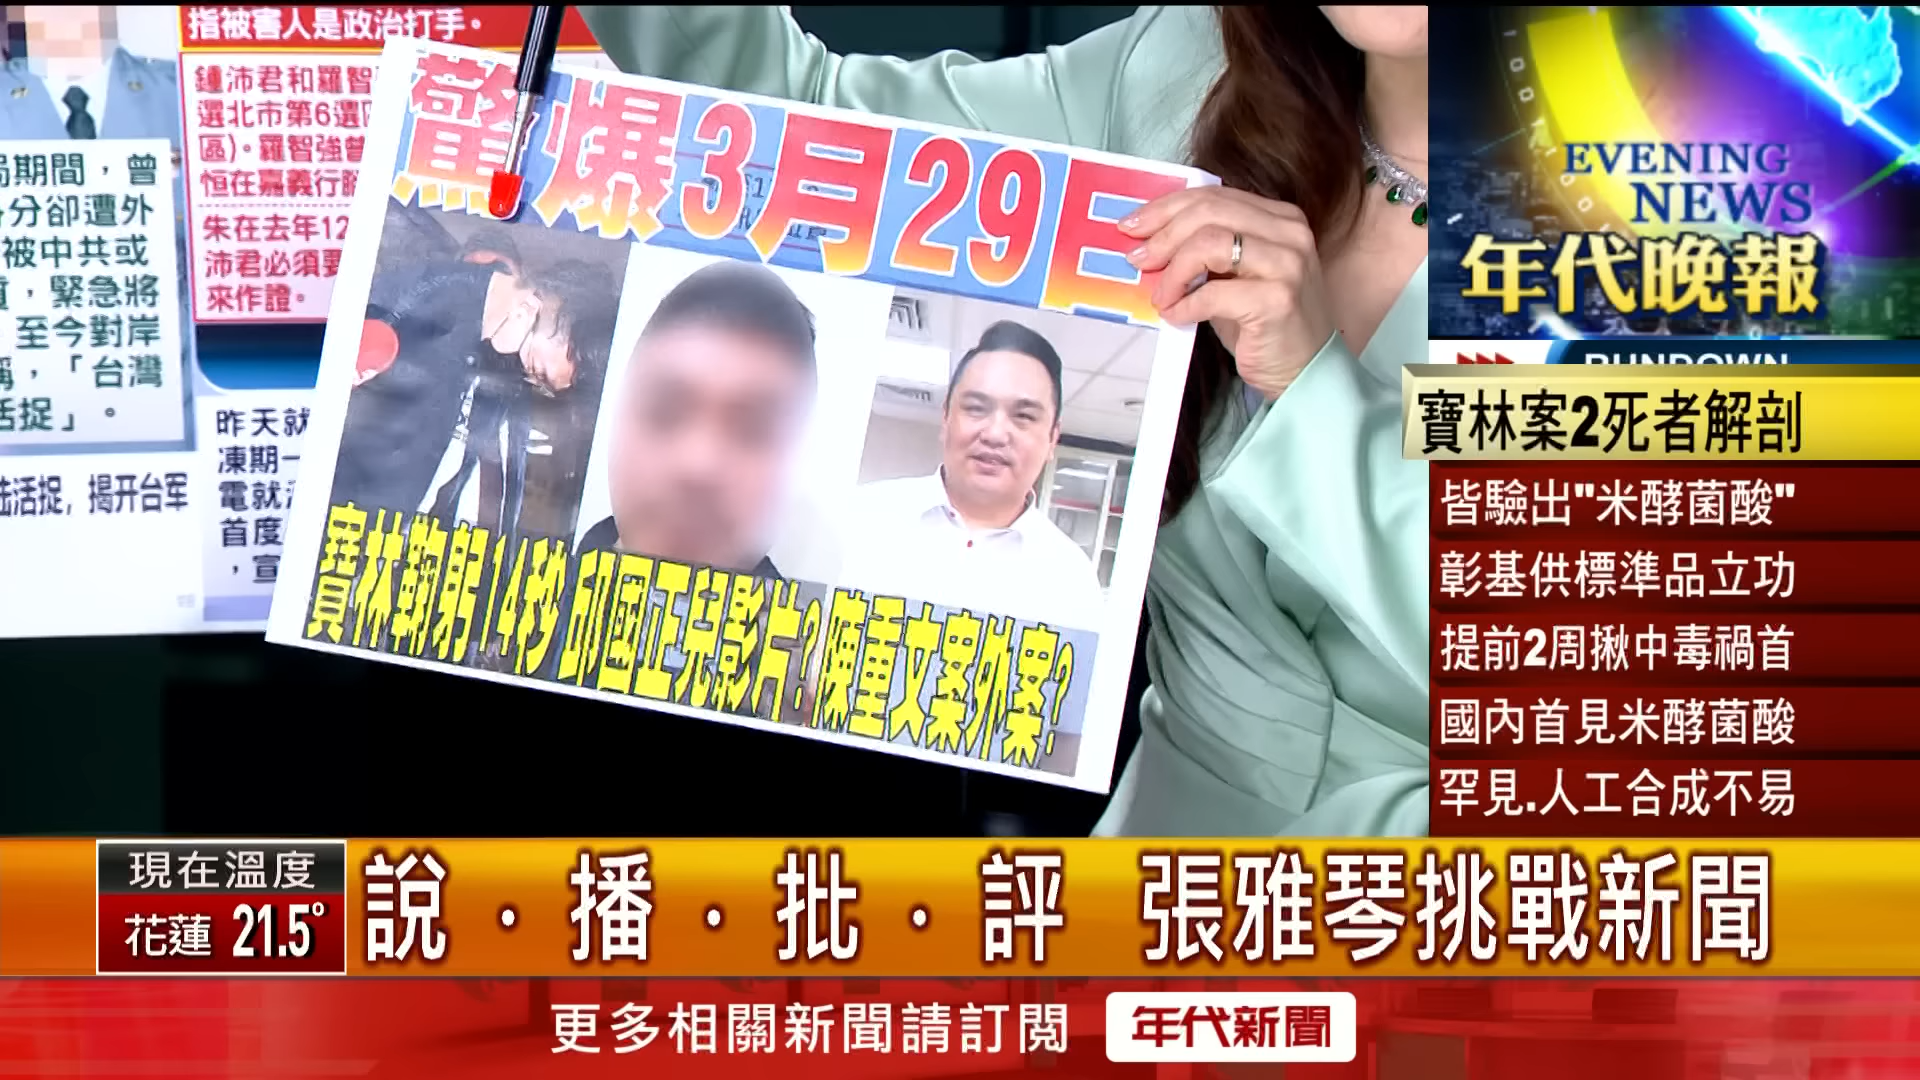 指被害人是政治打手。
鍾沛君和羅智
選北市第6選
區)。羅智強曾
恒在嘉義行
朱在去年12
沛君必須要
來作證。
局期間，曾
分卻遭外
被中共或
，緊急將
至今對岸
稱，「台灣
活捉」。
陆活捉，揭开台军
昨天就
凍期一
電就
首度
，宣
驚爆3月29日
寶林鞠躬14秒 邱國正兒影片？陳重文案外案？
EVENING
NEWS
年代晚報
RUNDOWN
寶林案2死者解剖
皆驗出"米酵菌酸"
彰基供標準品立功
提前2周揪中毒禍首
國內首見米酵菌酸
罕見.人工合成不易
現在溫度
花蓮 21.5°
說．播．批．評 張雅琴挑戰新聞
更多相關新聞請訂閱 年代新聞